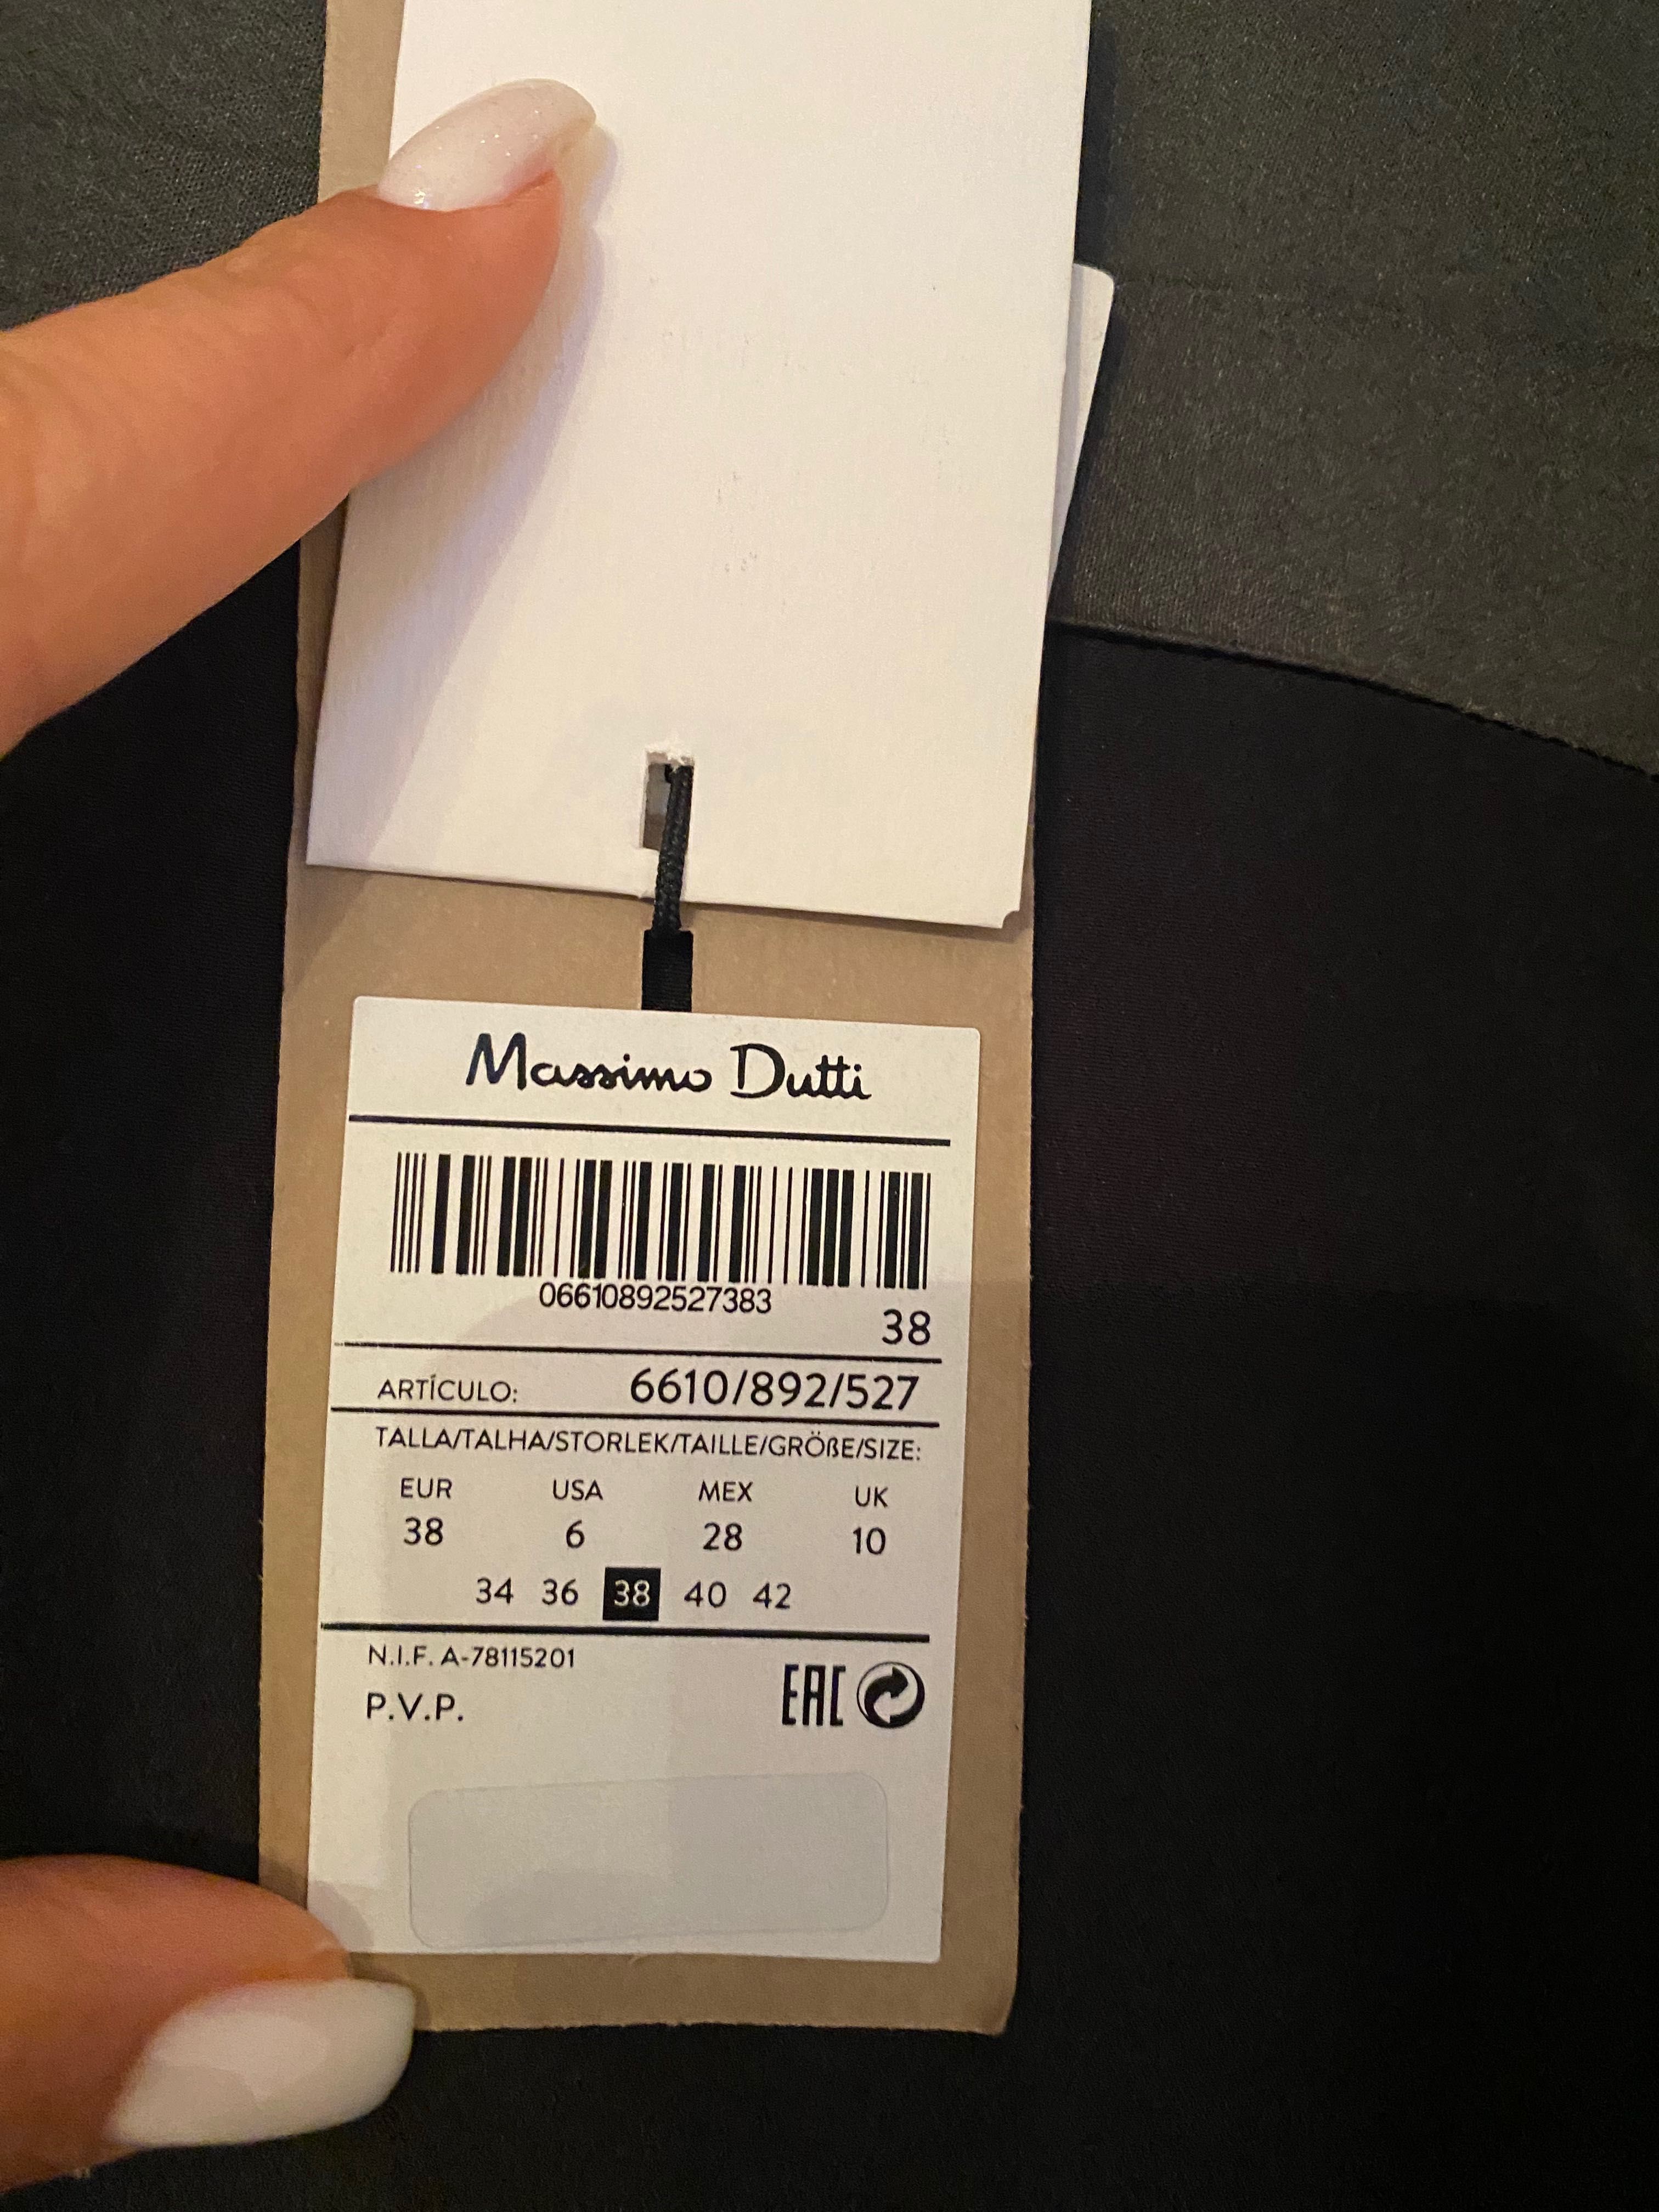 Massimo Dutti
06610892527383
38
ARTÍCULO: 6610/892/527
TALLA/TALHA/STORLEK/TAILLE/GRÖßE/SIZE:
EUR USA MEX UK
38 6 28 10
34 36 38 40 42
N.I.F. A-78115201
P.V.P. EAC